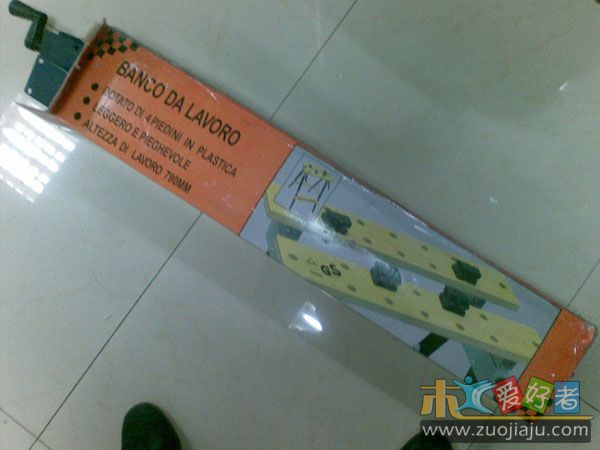 BANCO DA LAVORO
• DOTATO DI 4 PIEDINI IN PLASTICA
• LEGGERO E PIEGHEVOLE
• ALTEZZA DI LAVORO 790MM
GS
木工爱好者
www.zuojiaju.com